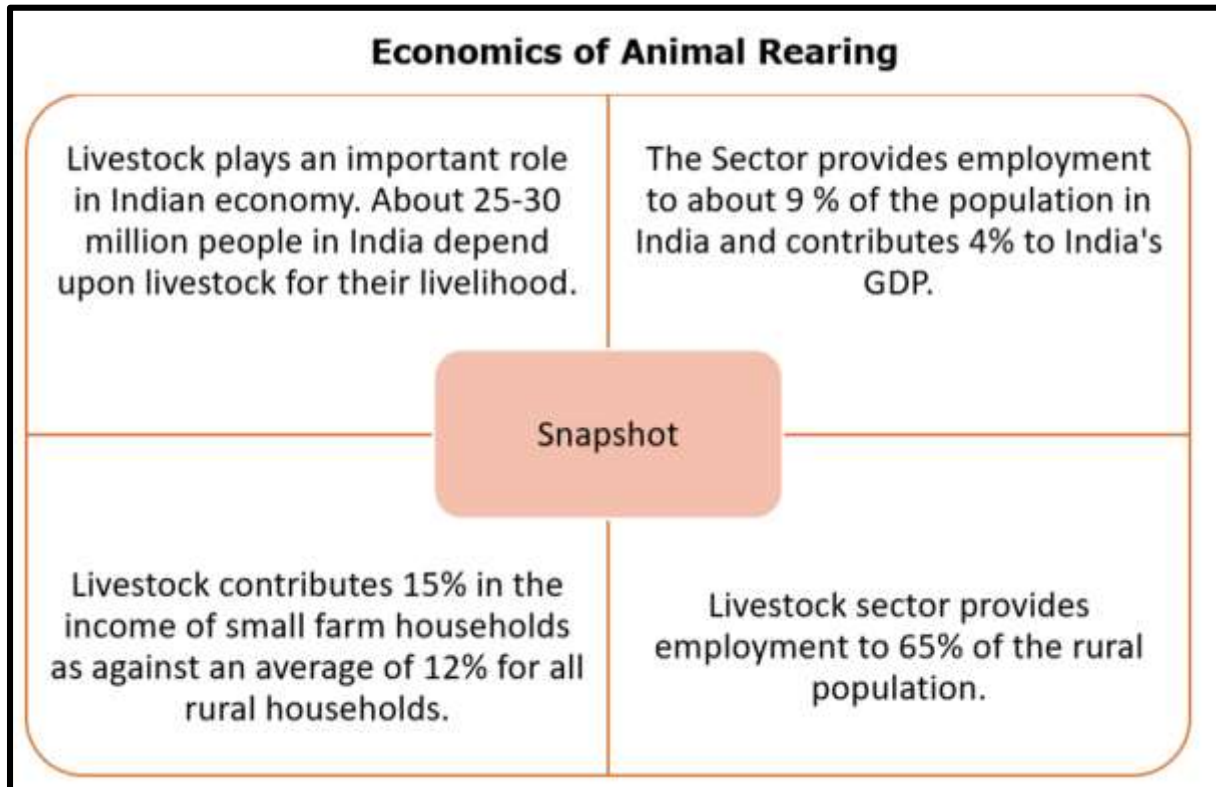 Economics of Animal Rearing
Livestock plays an important role
in Indian economy. About 25-30
million people in India depend
upon livestock for their livelihood.
The Sector provides employment
to about 9 % of the population in
India and contributes 4% to India's
GDP.
Snapshot
Livestock contributes 15% in the
income of small farm households
as against an average of 12% for all
rural households.
Livestock sector provides
employment to 65% of the rural
population.